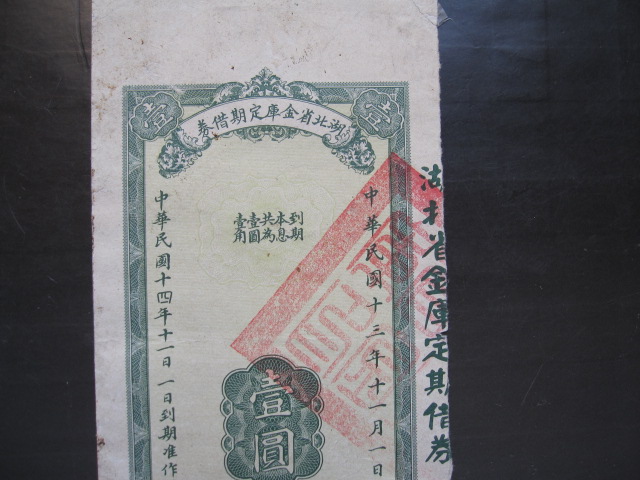 湖北省金庫定期借券
壹
壹
湖北省金庫定期借券
中華民國十三年十一月一日
到期
本息
共為
壹圓
壹角
壹圓
中華民國十四年十一月一日到期准作